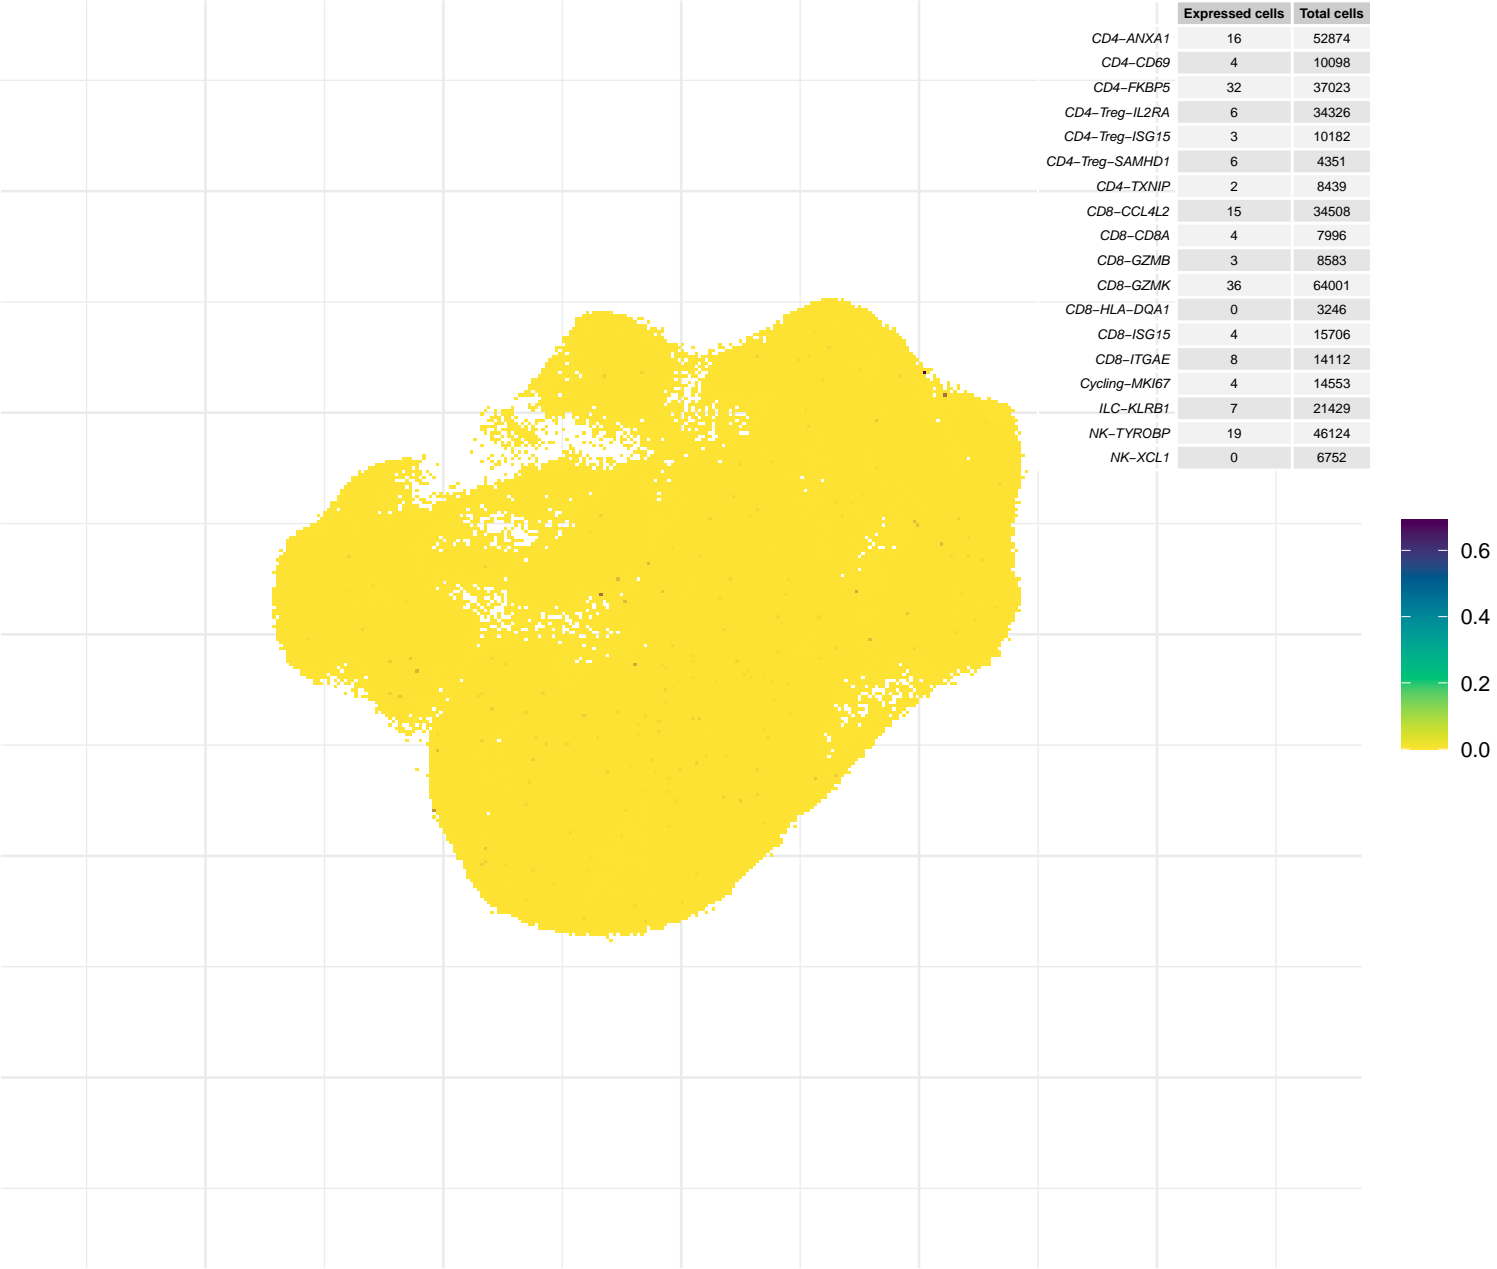 Expressed cells Total cells
CD4−ANXA1 16 52874
CD4−CD69 4 10098
CD4−FKBP5 32 37023
CD4−Treg−IL2RA 6 34326
CD4−Treg−ISG15 3 10182
CD4−Treg−SAMHD1 6 4351
CD4−TXNIP 2 8439
CD8−CCL4L2 15 34508
CD8−CD8A 4 7996
CD8−GZMB 3 8583
CD8−GZMK 36 64001
CD8−HLA−DQA1 0 3246
CD8−ISG15 4 15706
CD8−ITGAE 8 14112
Cycling−MKI67 4 14553
ILC−KLRB1 7 21429
NK−TYROBP 19 46124
NK−XCL1 0 6752
0.6
0.4
0.2
0.0